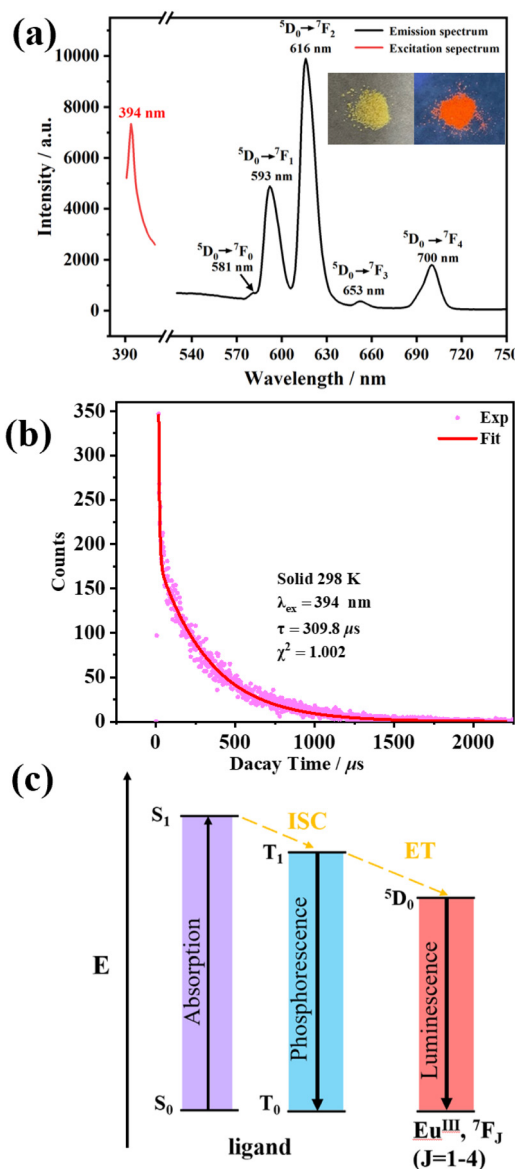 (a)
⁵D₀→⁷F₂
616 nm
Emission spectrum
Excitation sepectrum
394 nm
⁵D₀→⁷F₁
593 nm
⁵D₀→⁷F₀
581 nm
⁵D₀→⁷F₃
653 nm
⁵D₀→⁷F₄
700 nm
10000
8000
6000
4000
2000
0
Intensity / a.u.
390 540 570 600 630 660 690 720 750
Wavelength / nm
(b)
Exp
Fit
350
300
250
200
150
100
50
0
Counts
Solid 298 K
λex = 394 nm
τ = 309.8 μs
χ² = 1.002
0 500 1000 1500 2000
Dacay Time / μs
(c)
S₁
ISC
T₁
ET
⁵D₀
E
Absorption
Phosphorescence
Luminescence
S₀
T₀
ligand
Euᴵᴵᴵ, ⁷FJ
(J=1-4)